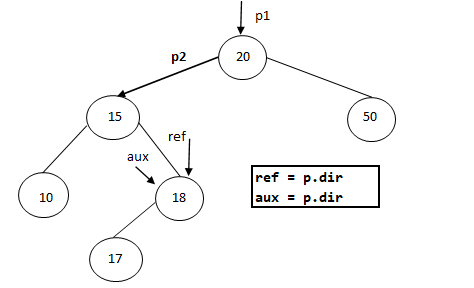 p1
p2
20
15
50
ref
aux
10
18
ref = p.dir
aux = p.dir
17